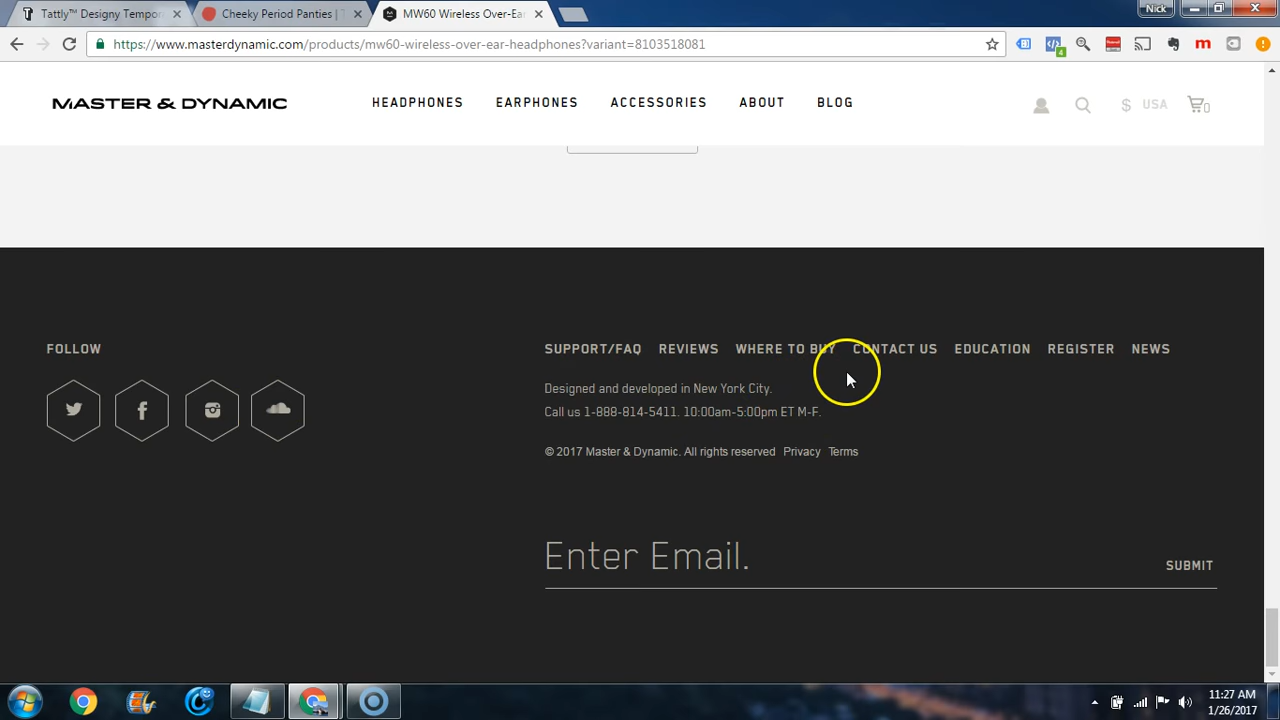 Tattly™ Designy Tempora
Cheeky Period Panties | T
MW60 Wireless Over-Ear
Nick
https://www.masterdynamic.com/products/mw60-wireless-over-ear-headphones?variant=8103518081
4
m
MASTER & DYNAMIC
HEADPHONES EARPHONES ACCESSORIES ABOUT BLOG
$ USA 0
FOLLOW
SUPPORT/FAQ REVIEWS WHERE TO BUY CONTACT US EDUCATION REGISTER NEWS
Designed and developed in New York City.
Call us 1-888-814-5411. 10:00am-5:00pm ET M-F.
© 2017 Master & Dynamic. All rights reserved Privacy Terms
Enter Email.
SUBMIT
11:27 AM
1/26/2017